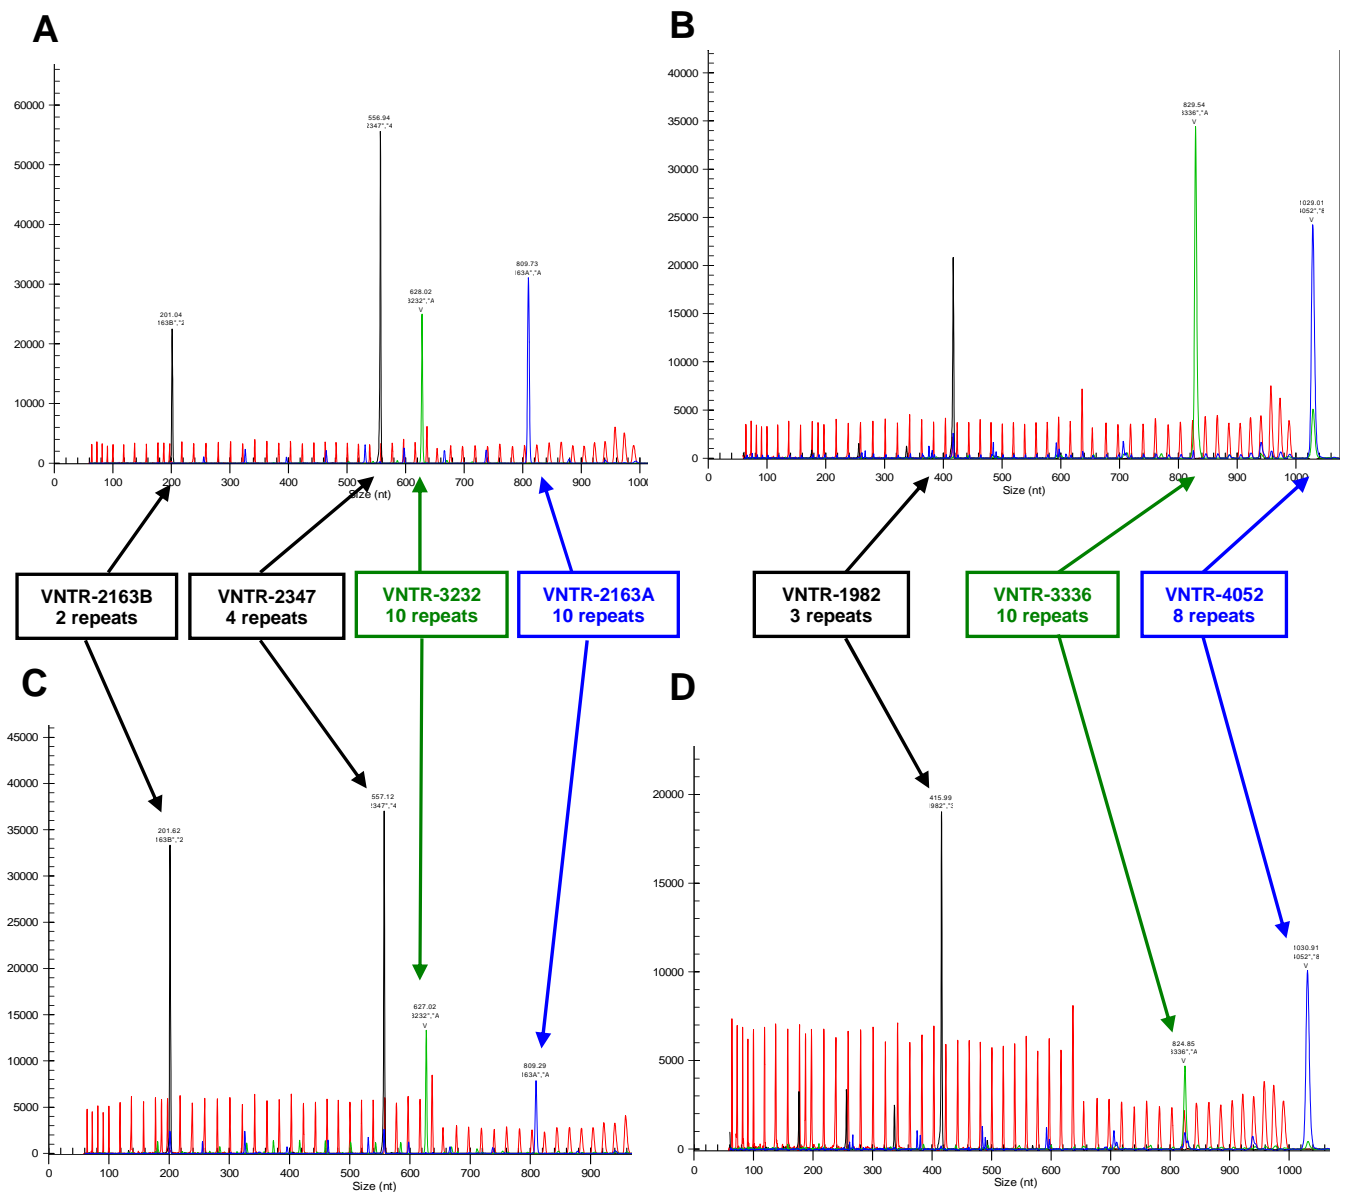 A
60000
50000
40000
30000
20000
10000
0
556.94
2347","4
201.04
163B","2
628.02
3232","A
V
809.73
163A","A
0 100 200 300 400 500 600 700 800 900 1000
Size (nt)
B
40000
35000
30000
25000
20000
15000
10000
5000
0
829.54
3336","A
V
1029.01
4052","8
V
0 100 200 300 400 500 600 700 800 900 1000
Size (nt)
VNTR-2163B
2 repeats
VNTR-2347
4 repeats
VNTR-3232
10 repeats
VNTR-2163A
10 repeats
VNTR-1982
3 repeats
VNTR-3336
10 repeats
VNTR-4052
8 repeats
C
45000
40000
35000
30000
25000
20000
15000
10000
5000
0
201.62
163B","2
557.12
2347","4
627.02
3232","A
V
809.29
163A","A
0 100 200 300 400 500 600 700 800 900
Size (nt)
D
20000
15000
10000
5000
0
415.99
824.85
3336","A
V
1030.91
4052","8
V
100 200 300 400 500 600 700 800 900 1000
Size (nt)